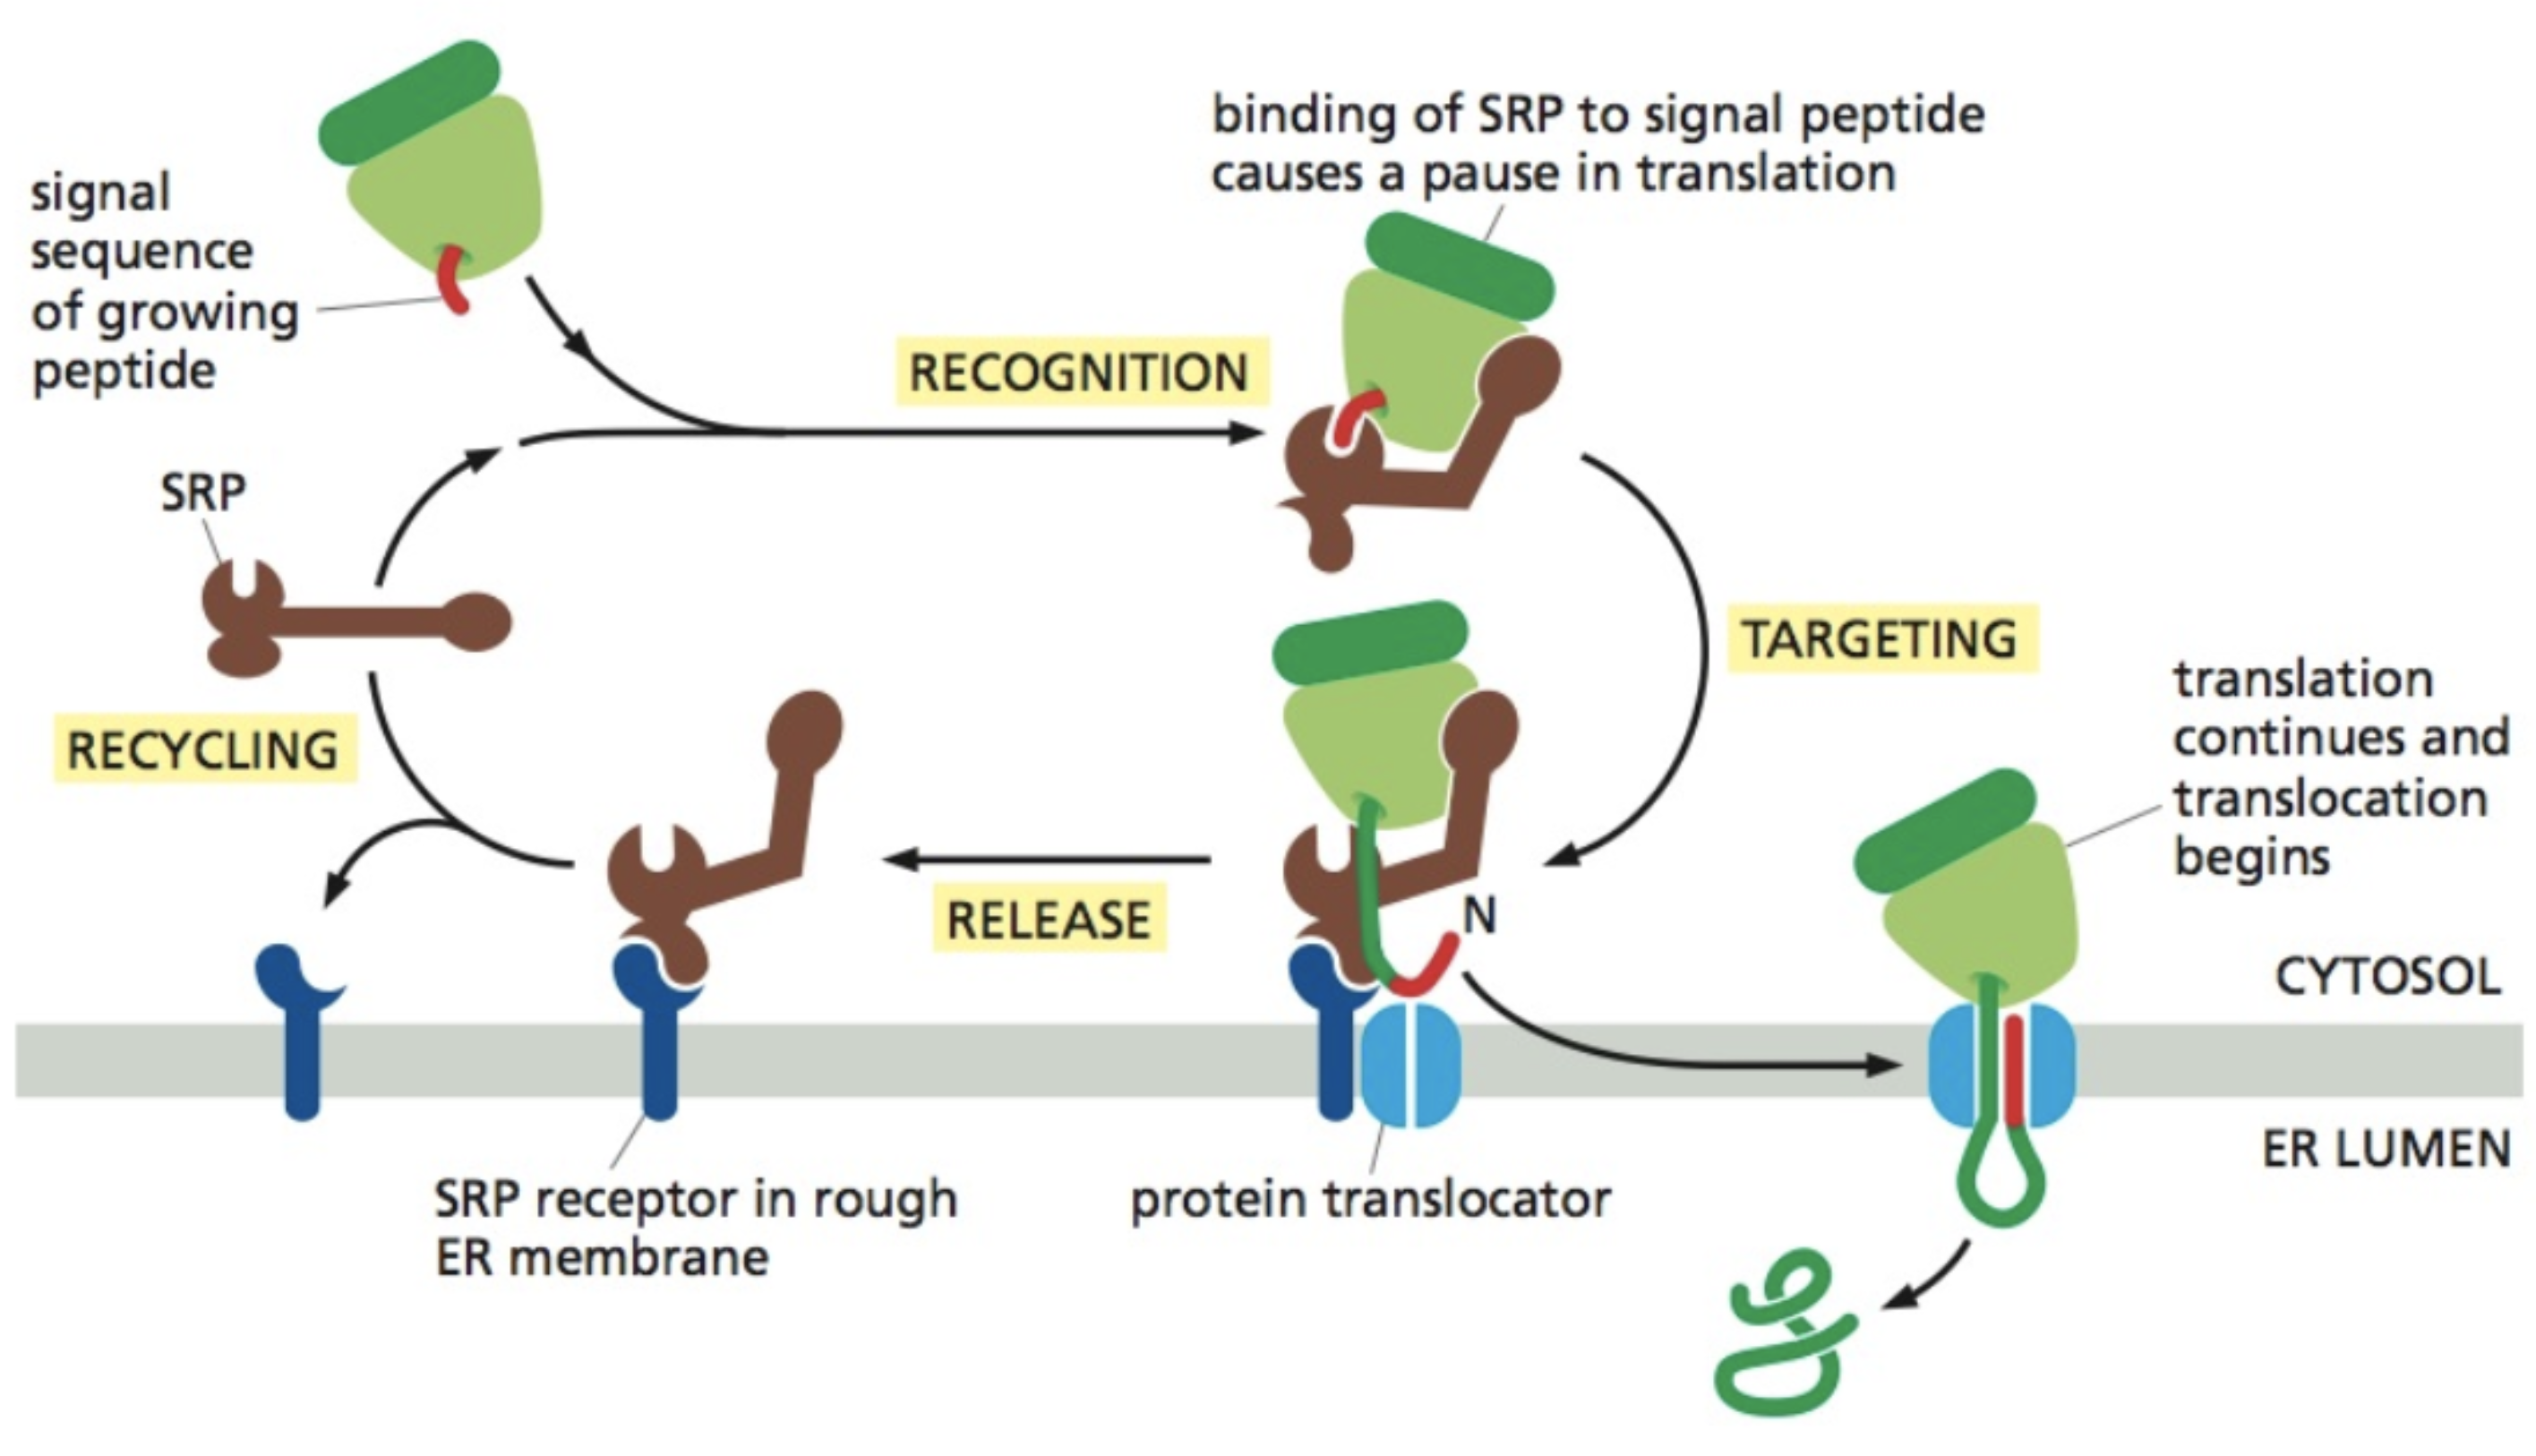 binding of SRP to signal peptide
causes a pause in translation
signal
sequence
of growing
peptide
RECOGNITION
SRP
TARGETING
translation
continues and
translocation
begins
RECYCLING
RELEASE
N
CYTOSOL
ER LUMEN
SRP receptor in rough
ER membrane
protein translocator